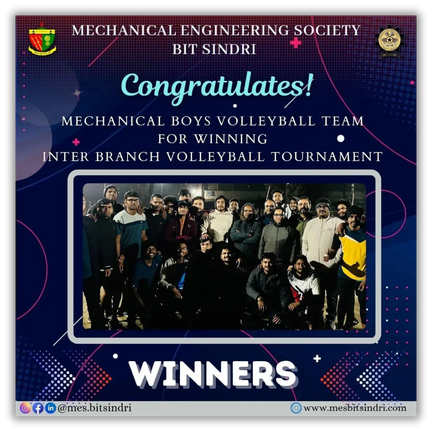 MECHANICAL ENGINEERING SOCIETY
BIT SINDRI
Congratulates!
MECHANICAL BOYS VOLLEYBALL TEAM
FOR WINNING
INTER BRANCH VOLLEYBALL TOURNAMENT
WINNERS
@mes.bitsindri
www.mesbitsindri.com